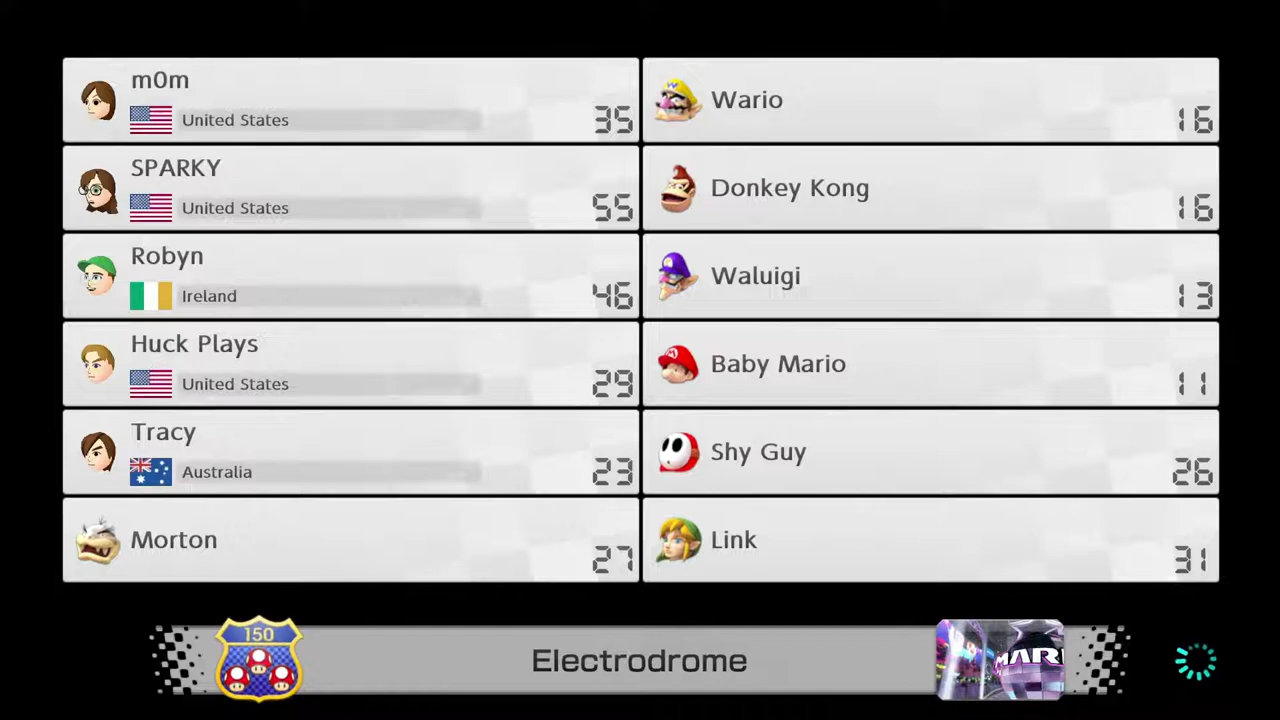 m0m
United States 35
SPARKY
United States 55
Robyn
Ireland 46
Huck Plays
United States 29
Tracy
Australia 23
Morton 27
Wario 16
Donkey Kong 16
Waluigi 13
Baby Mario 11
Shy Guy 26
Link 31
150
Electrodrome
MARI